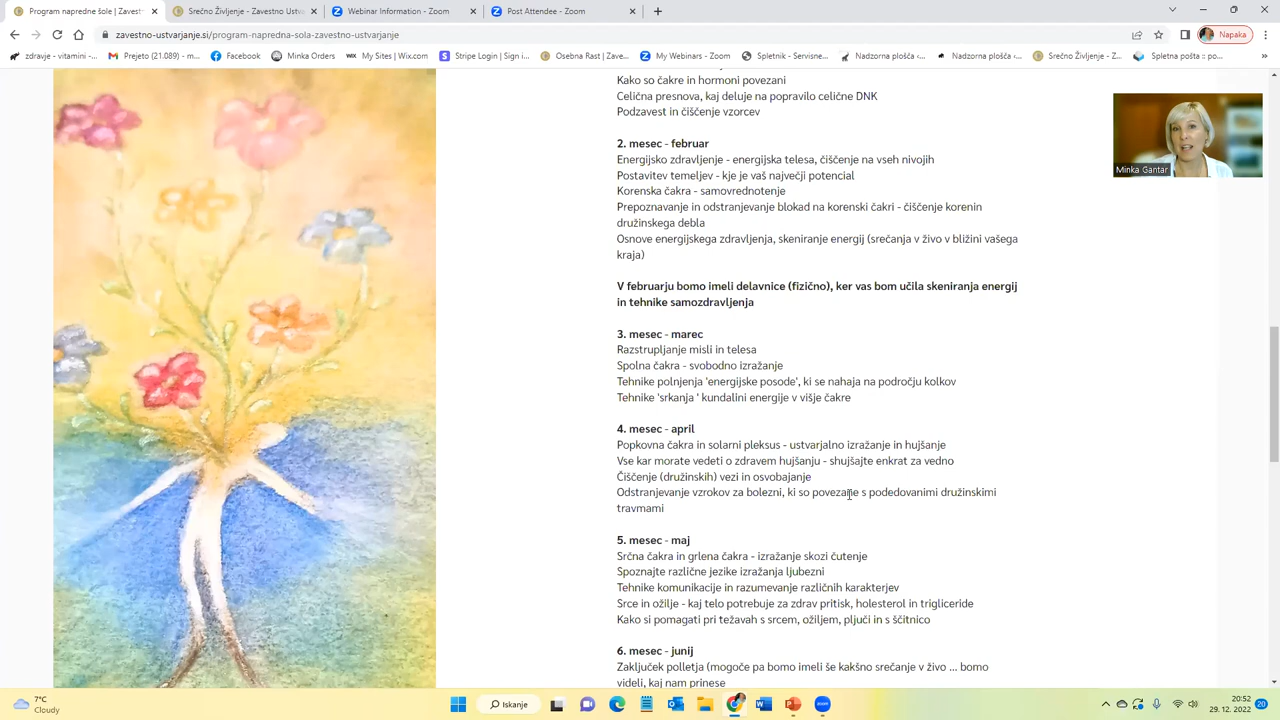 Program napredne šole | Zavest
Srečno Življenje - Zavestno Ustv
Webinar Information - Zoom
Post Attendee - Zoom
zavestno-ustvarjanje.si/program-napredna-sola-zavestno-ustvarjanje
Napaka
zdravje - vitamini -...
Prejeto (21.089) - m...
Facebook
Minka Orders
My Sites | Wix.com
Stripe Login | Sign i...
Osebna Rast | Zave...
My Webinars - Zoom
Spletnik - Servisne...
Nadzorna plošča ‹...
Nadzorna plošča ‹...
Srečno Življenje - Z...
Spletna pošta :: po...
Kako so čakre in hormoni povezani
Celična presnova, kaj deluje na popravilo celične DNK
Podzavest in čiščenje vzorcev
2. mesec - februar
Energijsko zdravljenje - energijska telesa, čiščenje na vseh nivojih
Postavitev temeljev - kje je vaš največji potencial
Korenska čakra - samovrednotenje
Prepoznavanje in odstranjevanje blokad na korenski čakri - čiščenje korenin
družinskega debla
Osnove energijskega zdravljenja, skeniranje energij (srečanja v živo v bližini vašega
kraja)
V februarju bomo imeli delavnice (fizično), ker vas bom učila skeniranja energij
in tehnike samozdravljenja
3. mesec - marec
Razstrupljanje misli in telesa
Spolna čakra - svobodno izražanje
Tehnike polnjenja 'energijske posode', ki se nahaja na področju kolkov
Tehnike 'srkanja ' kundalini energije v višje čakre
4. mesec - april
Popkovna čakra in solarni pleksus - ustvarjalno izražanje in hujšanje
Vse kar morate vedeti o zdravem hujšanju - shujšajte enkrat za vedno
Čiščenje (družinskih) vezi in osvobajanje
Odstranjevanje vzrokov za bolezni, ki so povezane s podedovanimi družinskimi
travmami
5. mesec - maj
Srčna čakra in grlena čakra - izražanje skozi čutenje
Spoznajte različne jezike izražanja ljubezni
Tehnike komunikacije in razumevanje različnih karakterjev
Srce in ožilje - kaj telo potrebuje za zdrav pritisk, holesterol in trigliceride
Kako si pomagati pri težavah s srcem, ožiljem, pljuči in s ščitnico
6. mesec - junij
Zaključek polletja (mogoče pa bomo imeli še kakšno srečanje v živo ... bomo
videli, kaj nam prinese
Minka Gantar
7°C
Cloudy
Iskanje
20:52
29. 12. 2022
20